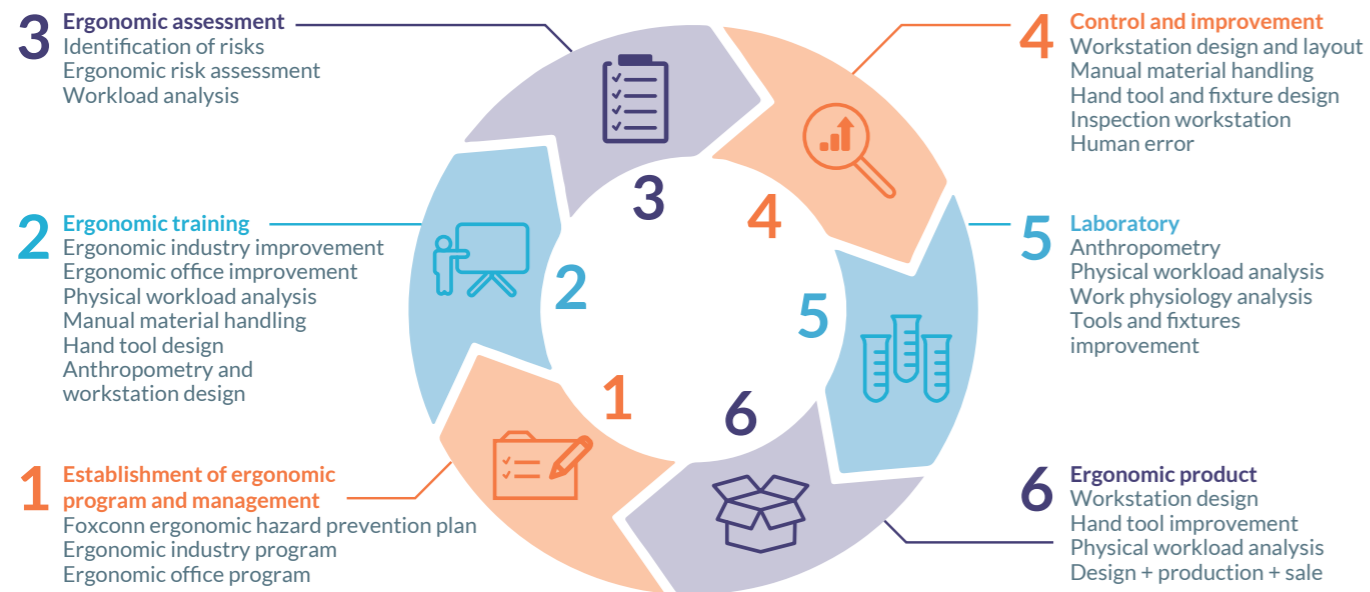 3
Ergonomic assessment
Identification of risks
Ergonomic risk assessment
Workload analysis
4
Control and improvement
Workstation design and layout
Manual material handling
Hand tool and fixture design
Inspection workstation
Human error
2
Ergonomic training
Ergonomic industry improvement
Ergonomic office improvement
Physical workload analysis
Manual material handling
Hand tool design
Anthropometry and
workstation design
5
Laboratory
Anthropometry
Physical workload analysis
Work physiology analysis
Tools and fixtures
improvement
1
Establishment of ergonomic
program and management
Foxconn ergonomic hazard prevention plan
Ergonomic industry program
Ergonomic office program
6
Ergonomic product
Workstation design
Hand tool improvement
Physical workload analysis
Design + production + sale
3
4
2
5
1
6